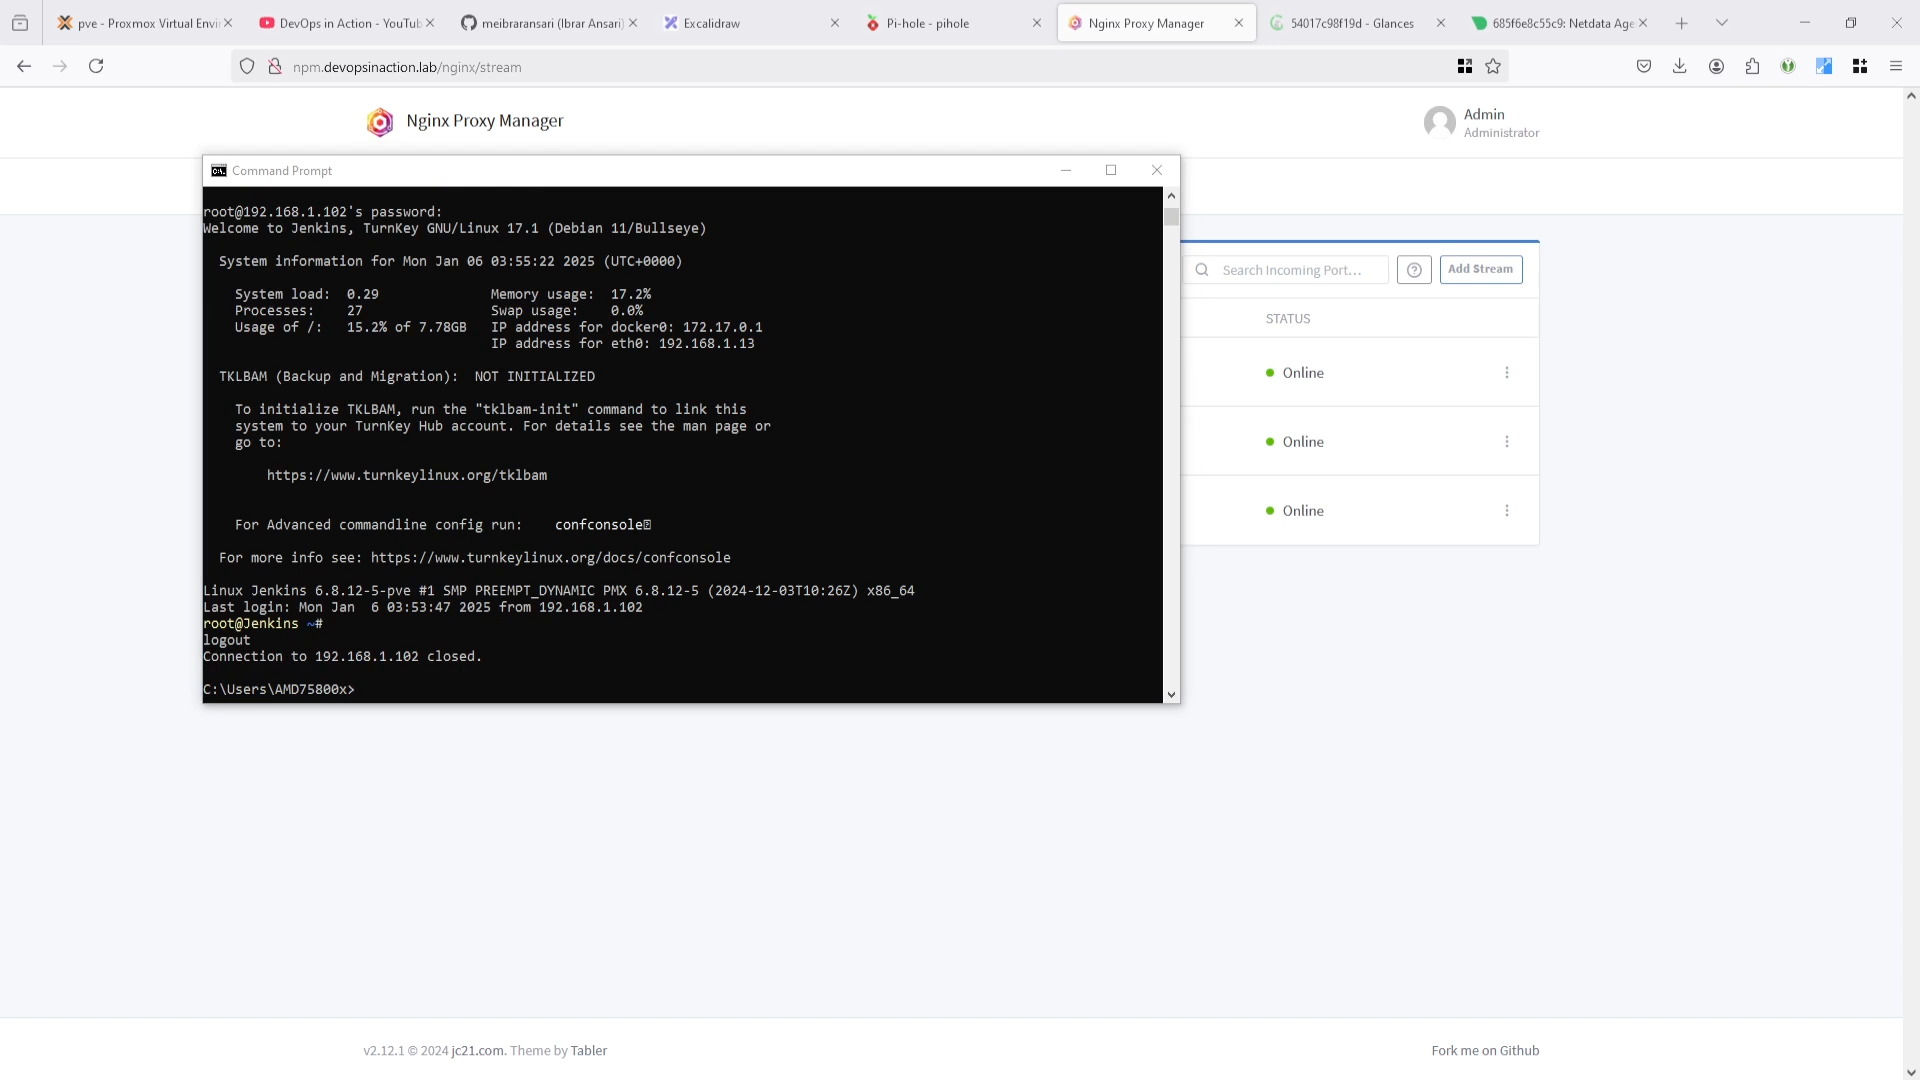 pve - Proxmox Virtual Envi
DevOps in Action - YouTub
meibraransari (Ibrar Ansari)
Excalidraw
Pi-hole - pihole
Nginx Proxy Manager
54017c98f19d - Glances
685f6e8c55c9: Netdata Age
npm.devopsinaction.lab/nginx/stream
Nginx Proxy Manager
Admin
Administrator
Command Prompt
root@192.168.1.102's password:
Welcome to Jenkins, TurnKey GNU/Linux 17.1 (Debian 11/Bullseye)
System information for Mon Jan 06 03:55:22 2025 (UTC+0000)
System load: 0.29 Memory usage: 17.2%
Processes: 27 Swap usage: 0.0%
Usage of /: 15.2% of 7.78GB IP address for docker0: 172.17.0.1
IP address for eth0: 192.168.1.13
TKLBAM (Backup and Migration): NOT INITIALIZED
To initialize TKLBAM, run the "tklbam-init" command to link this
system to your TurnKey Hub account. For details see the man page or
go to:
https://www.turnkeylinux.org/tklbam
For Advanced commandline config run: confconsole
For more info see: https://www.turnkeylinux.org/docs/confconsole
Linux Jenkins 6.8.12-5-pve #1 SMP PREEMPT_DYNAMIC PMX 6.8.12-5 (2024-12-03T10:26Z) x86_64
Last login: Mon Jan 6 03:53:47 2025 from 192.168.1.102
root@Jenkins ~#
logout
Connection to 192.168.1.102 closed.
C:\Users\AMD75800x>
Search Incoming Port...
Add Stream
STATUS
Online
Online
Online
v2.12.1 © 2024 jc21.com. Theme by Tabler
Fork me on Github